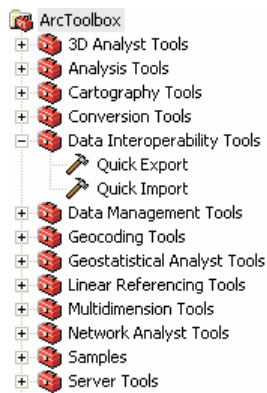 ArcToolbox
3D Analyst Tools
Analysis Tools
Cartography Tools
Conversion Tools
Data Interoperability Tools
Quick Export
Quick Import
Data Management Tools
Geocoding Tools
Geostatistical Analyst Tools
Linear Referencing Tools
Multidimension Tools
Network Analyst Tools
Samples
Server Tools